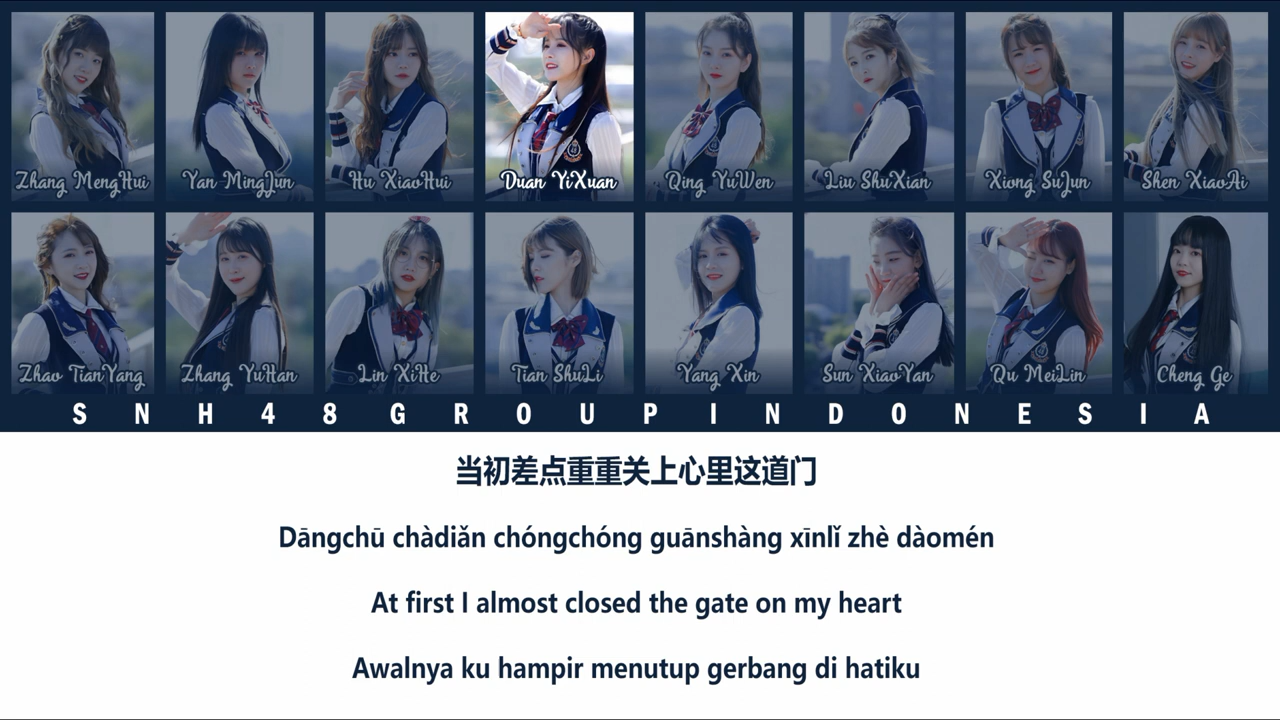 Zhang MengHui Yan MingJun Hu XiaoHui Duan YiXuan Qing YuWen Liu ShuXian Xiong SuJun Shen XiaoAi
Zhao TianYang Zhang YuHan Lin XiHe Tian ShuLi Yang Xin Sun XiaoYan Qu MeiLin Cheng Ge
SNH48GROUPINDONESIA
当初差点重重关上心里这道门
Dāngchū chàdiǎn chóngchóng guānshàng xīnlǐ zhè dàomén
At first I almost closed the gate on my heart
Awalnya ku hampir menutup gerbang di hatiku